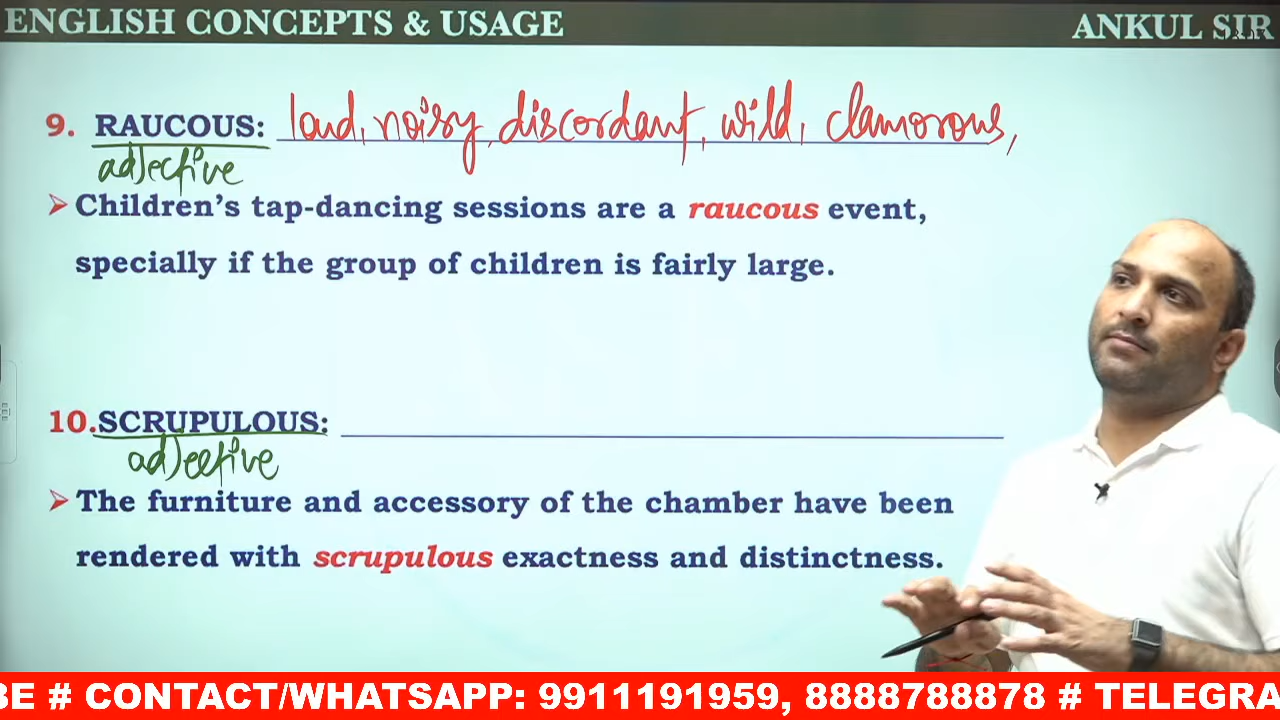 ENGLISH CONCEPTS & USAGE ANKUL SIR
9. RAUCOUS: loud, noisy, discordant, wild, clamorous,
adjective
➢ Children's tap-dancing sessions are a raucous event,
specially if the group of children is fairly large.
10.SCRUPULOUS:
adjective
➢ The furniture and accessory of the chamber have been
rendered with scrupulous exactness and distinctness.
BE # CONTACT/WHATSAPP: 9911191959, 8888788878 # TELEGRA